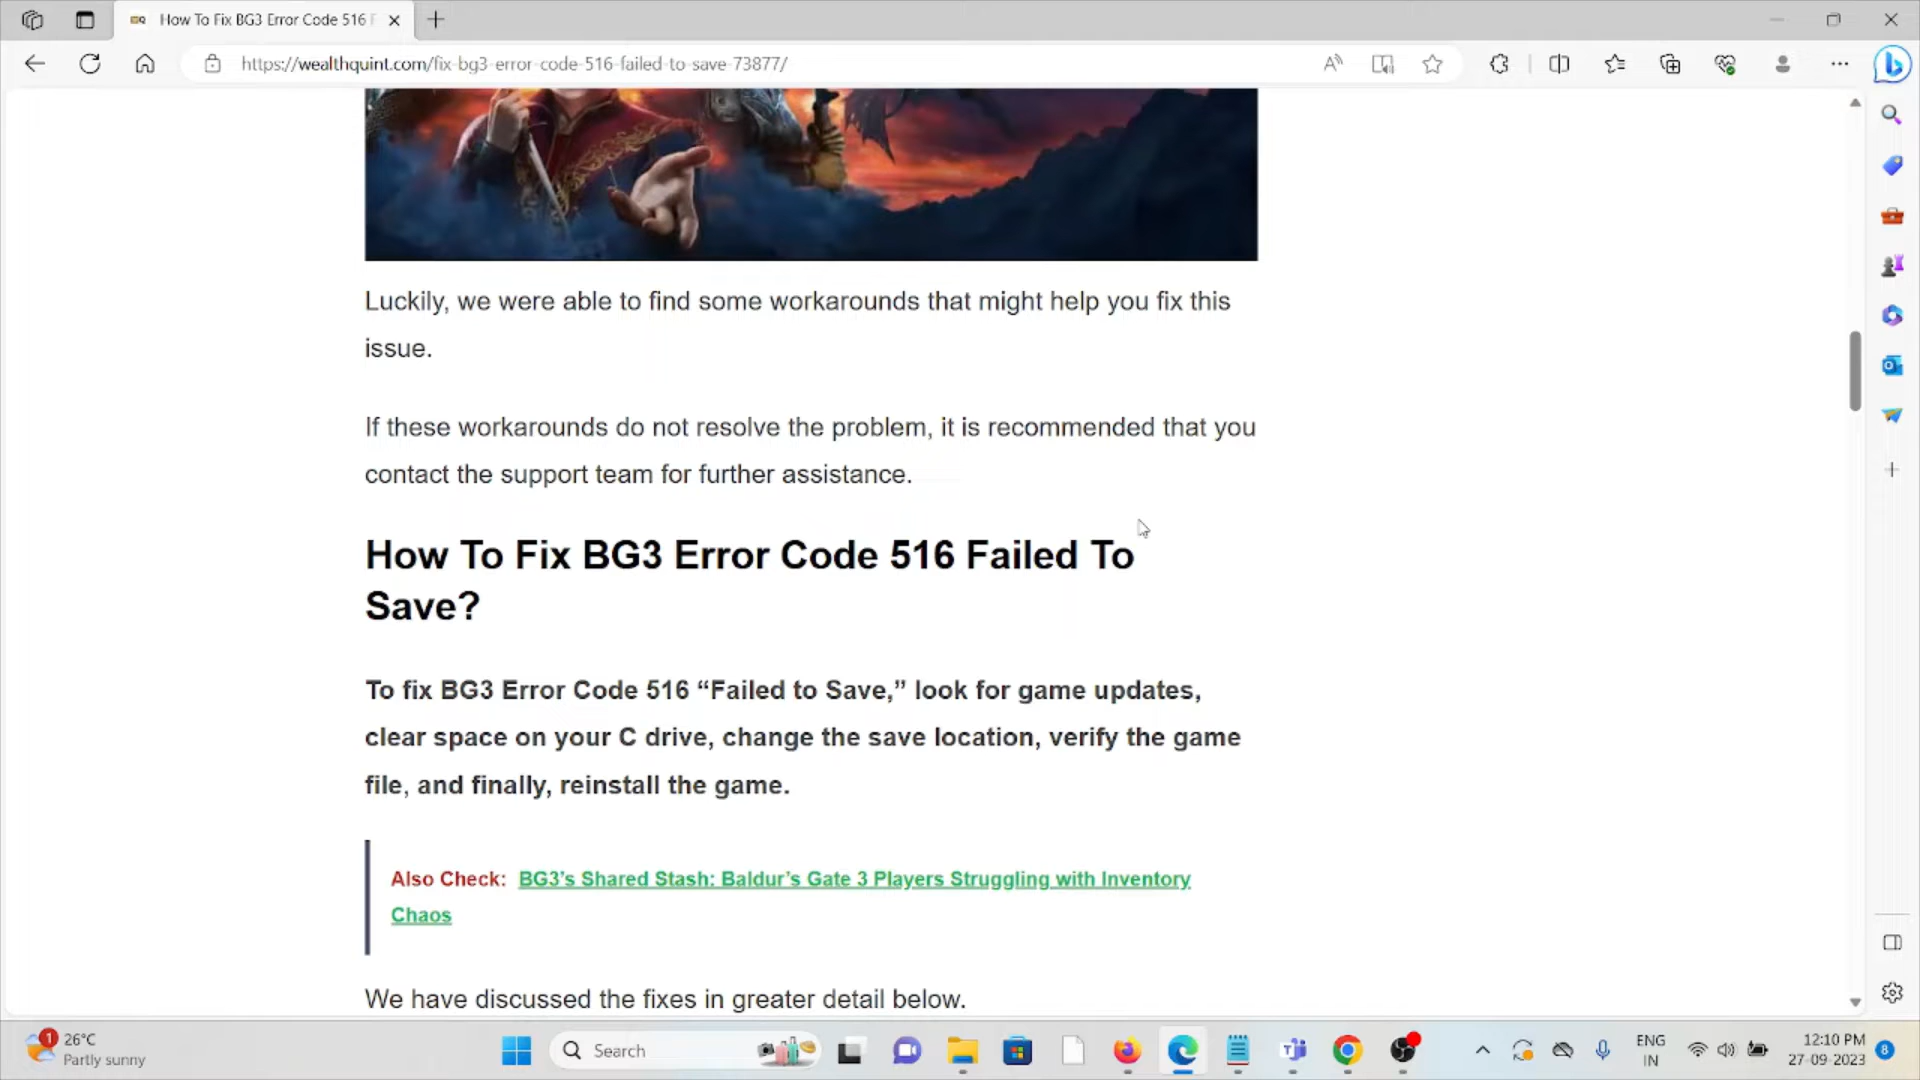 How To Fix BG3 Error Code 516 F
https://wealthquint.com/fix-bg3-error-code-516-failed-to-save-73877/
Luckily, we were able to find some workarounds that might help you fix this
issue.
If these workarounds do not resolve the problem, it is recommended that you
contact the support team for further assistance.
How To Fix BG3 Error Code 516 Failed To
Save?
To fix BG3 Error Code 516 “Failed to Save,” look for game updates,
clear space on your C drive, change the save location, verify the game
file, and finally, reinstall the game.
Also Check: BG3’s Shared Stash: Baldur’s Gate 3 Players Struggling with Inventory
Chaos
We have discussed the fixes in greater detail below.
1
26°C
Partly sunny
Search
ENG
IN
12:10 PM
27-09-2023
8